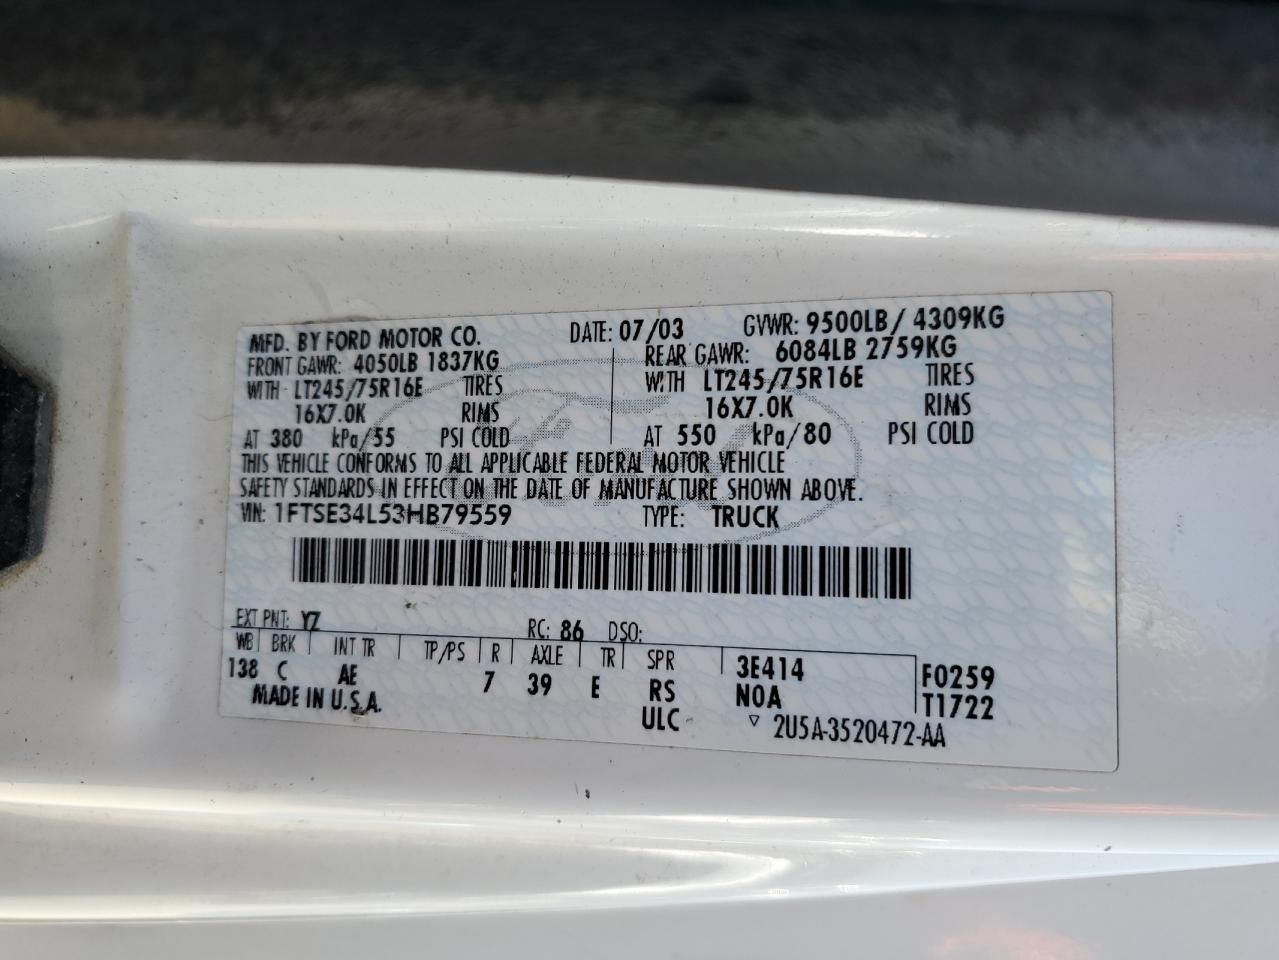 MFD. BY FORD MOTOR CO. DATE: 07/03 GVWR: 9500LB/ 4309KG
FRONT GAWR: 4050LB 1837KG REAR GAWR: 6084LB 2759KG
WITH LT245/75R16E TIRES WITH LT245/75R16E TIRES
16X7.0K RIMS 16X7.0K RIMS
AT 380 kPa/55 PSI COLD AT 550 kPa/80 PSI COLD
THIS VEHICLE CONFORMS TO ALL APPLICABLE FEDERAL MOTOR VEHICLE
SAFETY STANDARDS IN EFFECT ON THE DATE OF MANUFACTURE SHOWN ABOVE.
VIN: 1FTSE34L53HB79559 TYPE: TRUCK
EXT PNT: YZ RC: 86 DSO:
WB BRK INT TR TP/PS R AXLE TR SPR 3E414 F0259
138 C AE 7 39 E RS N0A T1722
MADE IN U.S.A. ULC ▽ 2U5A-3520472-AA